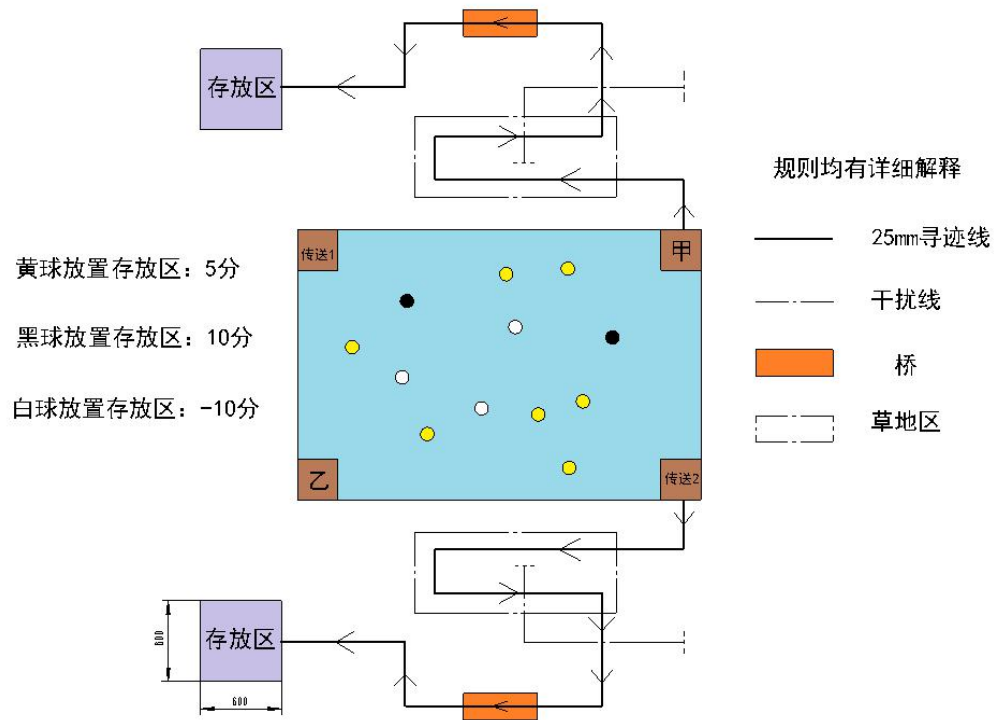 存放区
传送1
甲
黄球放置存放区：5分
黑球放置存放区：10分
白球放置存放区：-10分
乙
传送2
存放区
600
600
规则均有详细解释
25mm寻迹线
干扰线
桥
草地区